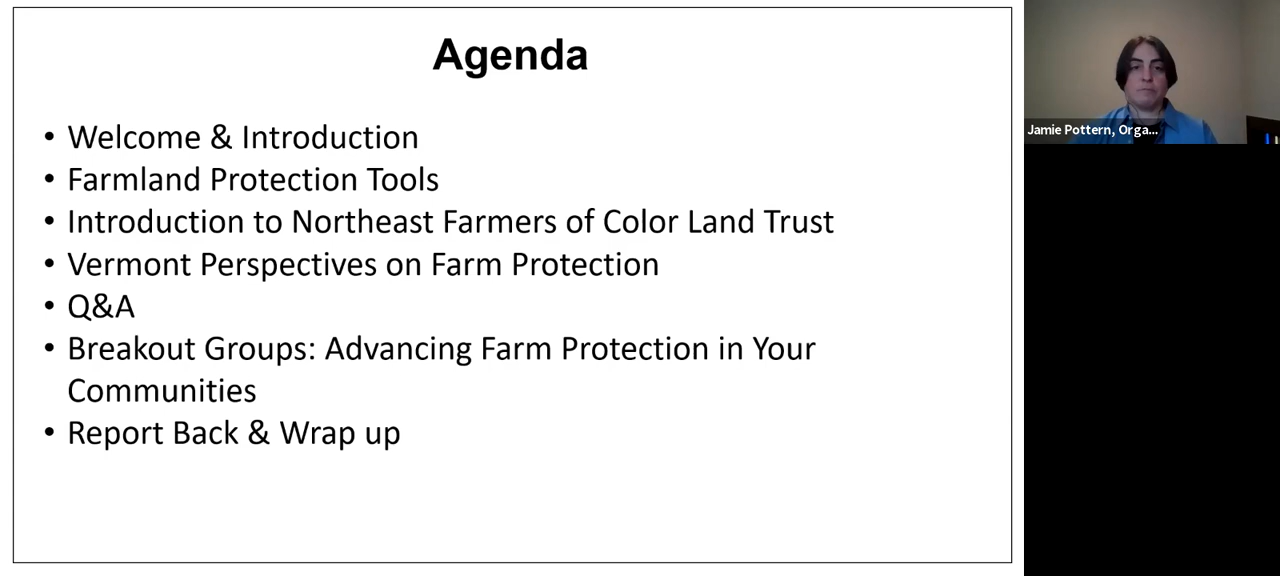 Agenda
• Welcome & Introduction
• Farmland Protection Tools
• Introduction to Northeast Farmers of Color Land Trust
• Vermont Perspectives on Farm Protection
• Q&A
• Breakout Groups: Advancing Farm Protection in Your
Communities
• Report Back & Wrap up
Jamie Pottern, Orga...